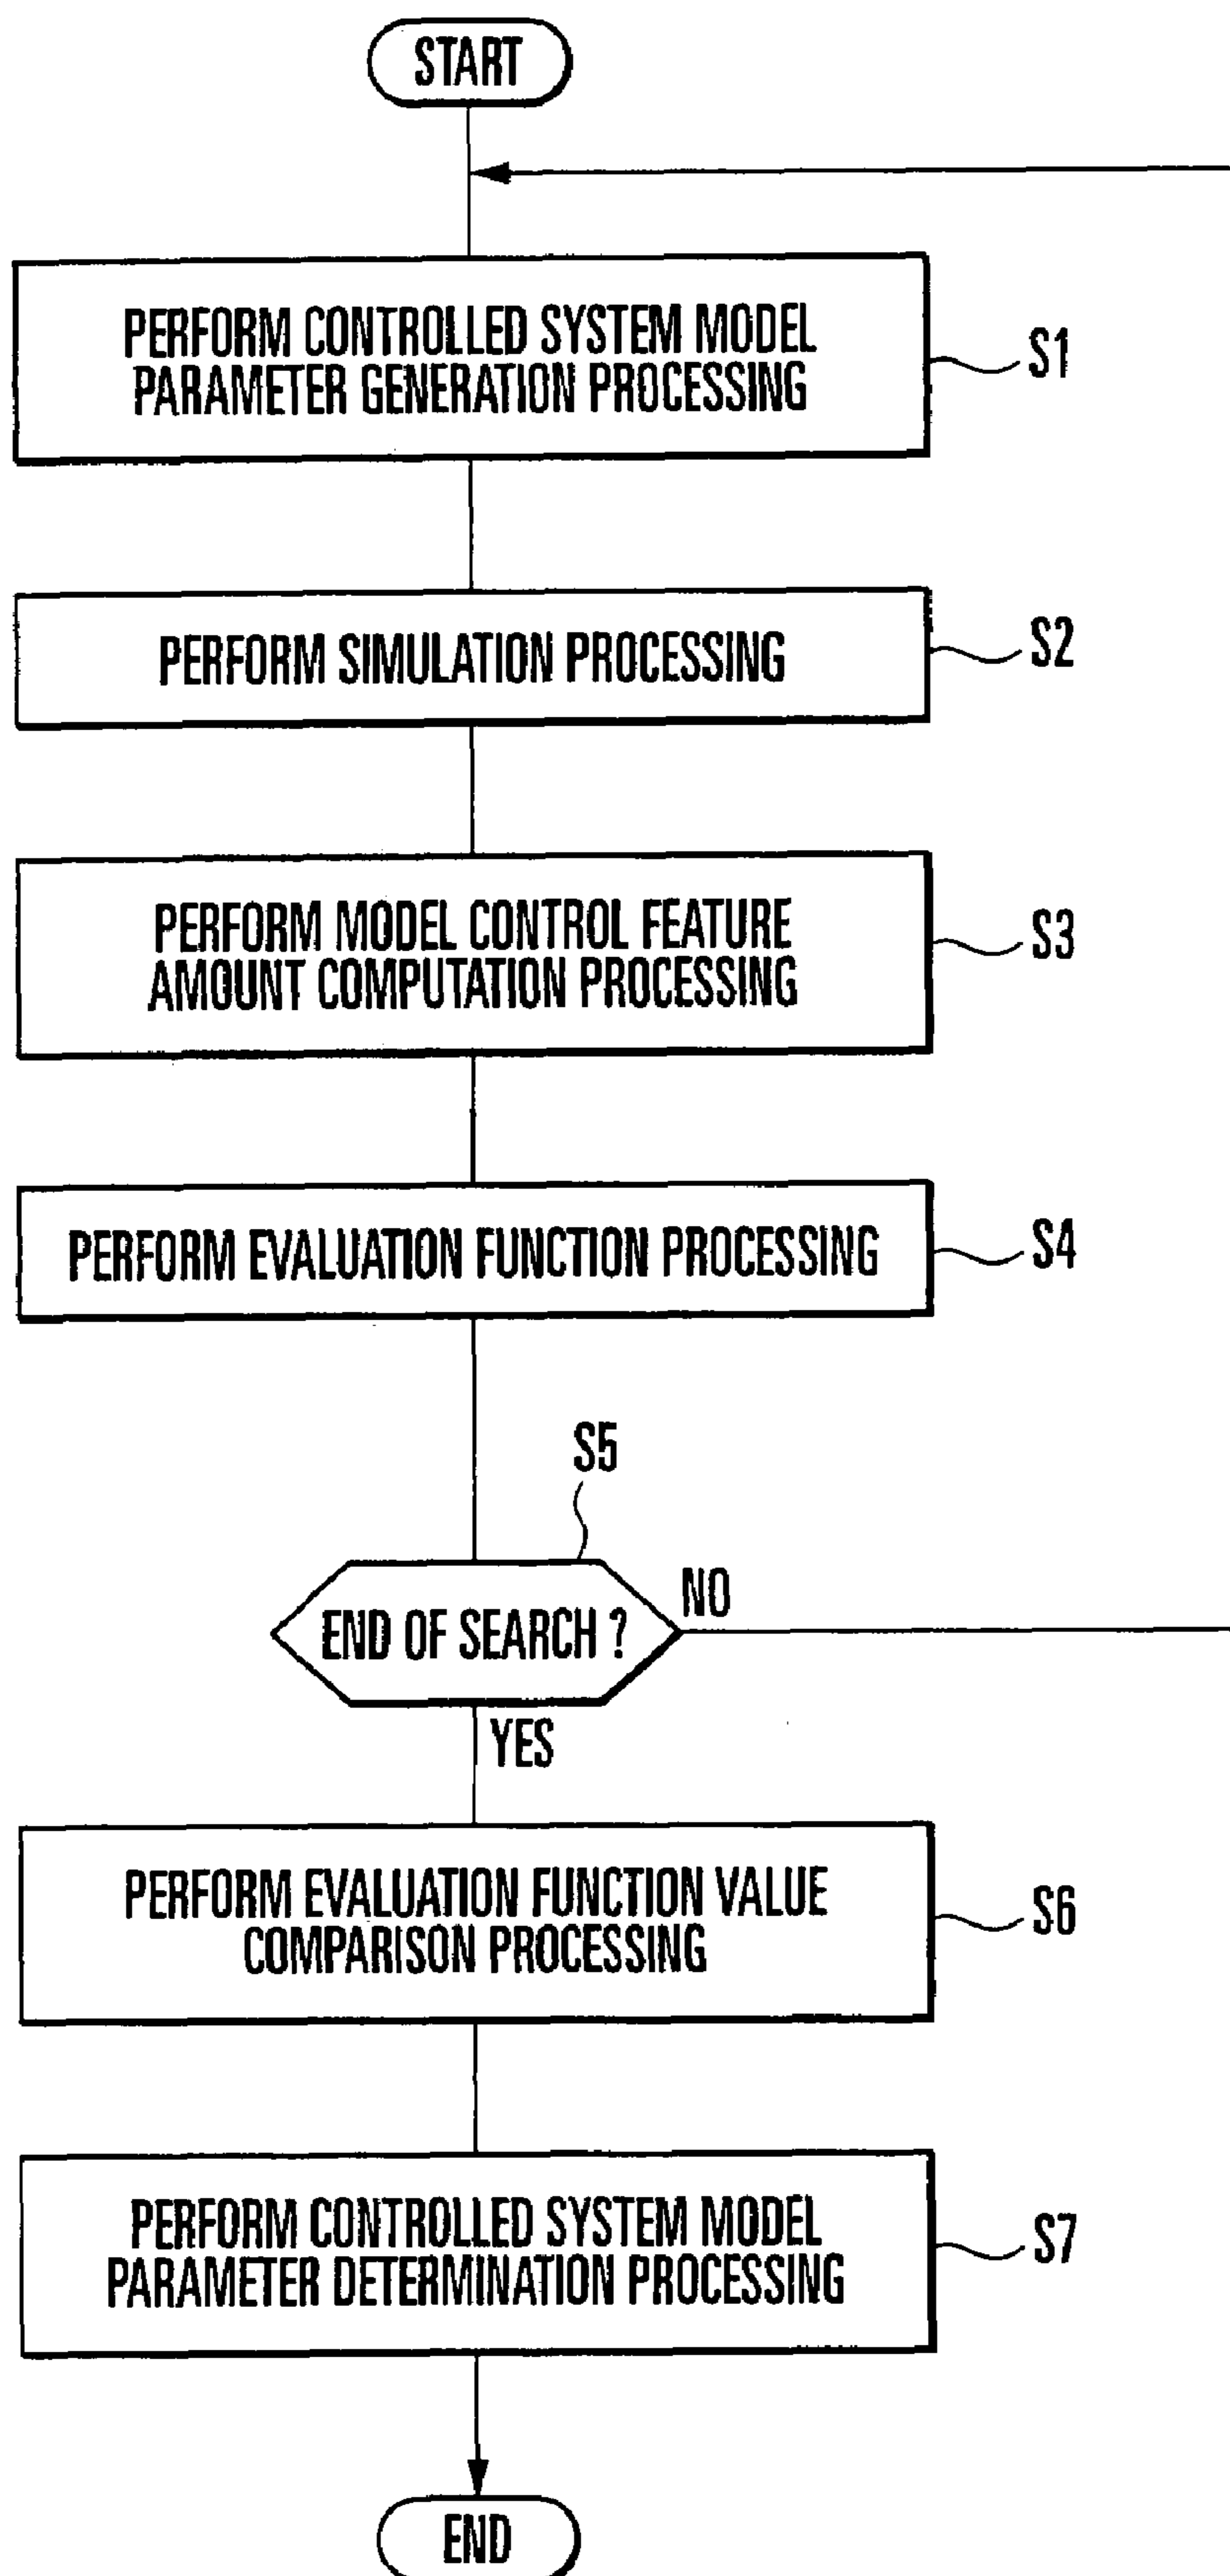 START
PERFORM CONTROLLED SYSTEM MODEL
PARAMETER GENERATION PROCESSING
S1
PERFORM SIMULATION PROCESSING
S2
PERFORM MODEL CONTROL FEATURE
AMOUNT COMPUTATION PROCESSING
S3
PERFORM EVALUATION FUNCTION PROCESSING
S4
S5
END OF SEARCH ?
NO
YES
PERFORM EVALUATION FUNCTION VALUE
COMPARISON PROCESSING
S6
PERFORM CONTROLLED SYSTEM MODEL
PARAMETER DETERMINATION PROCESSING
S7
END